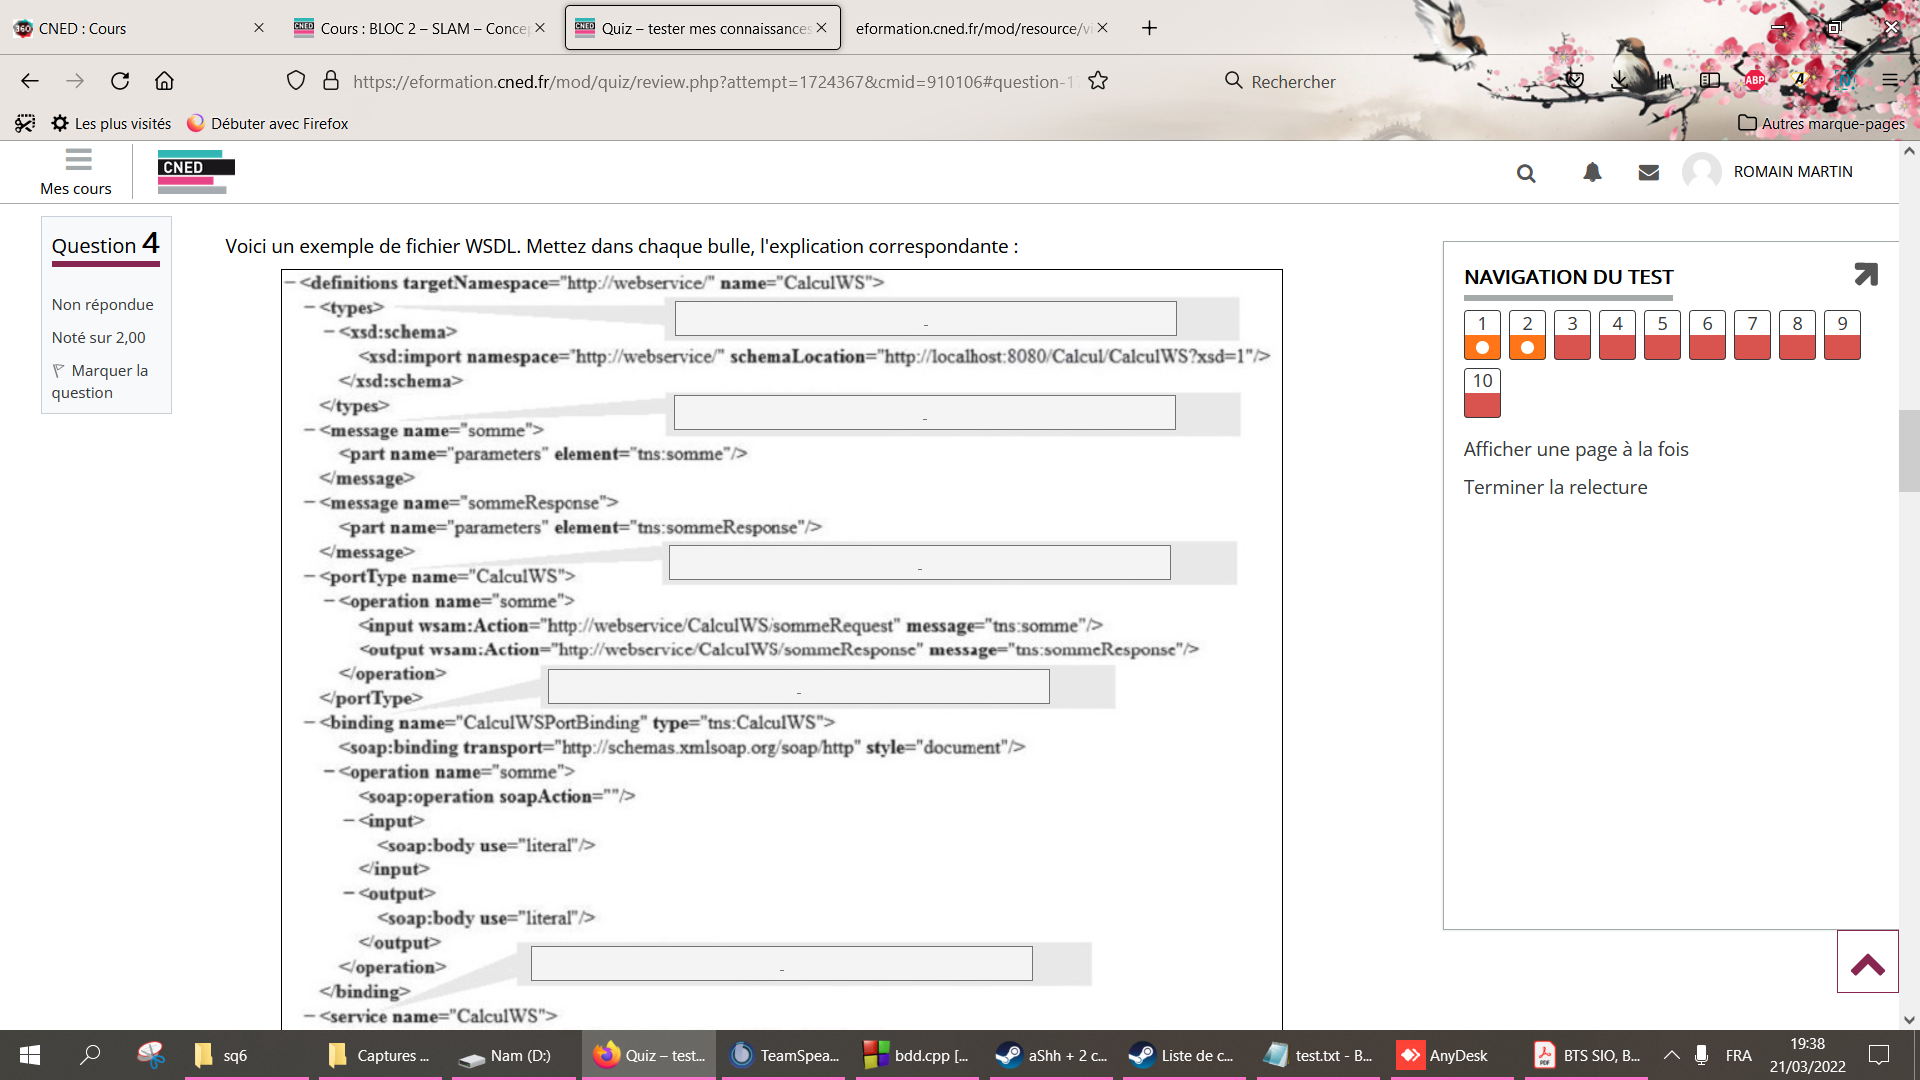 CNED : Cours
Cours : BLOC 2 – SLAM – Conce
Quiz – tester mes connaissances
eformation.cned.fr/mod/resource/vi
https://eformation.cned.fr/mod/quiz/review.php?attempt=1724367&cmid=910106#question-1
Rechercher
ABP
Les plus visités
Débuter avec Firefox
Autres marque-pages
Mes cours
CNED
ROMAIN MARTIN
Question 4
Non répondue
Noté sur 2,00
Marquer la
question
Voici un exemple de fichier WSDL. Mettez dans chaque bulle, l'explication correspondante :
−<definitions targetNamespace="http://webservice/" name="CalculWS">
−<types>
−<xsd:schema>
<xsd:import namespace="http://webservice/" schemaLocation="http://localhost:8080/Calcul/CalculWS?xsd=1"/>
</xsd:schema>
</types>
−<message name="somme">
<part name="parameters" element="tns:somme"/>
</message>
−<message name="sommeResponse">
<part name="parameters" element="tns:sommeResponse"/>
</message>
−<portType name="CalculWS">
−<operation name="somme">
<input wsam:Action="http://webservice/CalculWS/sommeRequest" message="tns:somme"/>
<output wsam:Action="http://webservice/CalculWS/sommeResponse" message="tns:sommeResponse"/>
</operation>
</portType>
−<binding name="CalculWSPortBinding" type="tns:CalculWS">
<soap:binding transport="http://schemas.xmlsoap.org/soap/http" style="document"/>
−<operation name="somme">
<soap:operation soapAction=""/>
−<input>
<soap:body use="literal"/>
</input>
−<output>
<soap:body use="literal"/>
</output>
</operation>
</binding>
−<service name="CalculWS">
NAVIGATION DU TEST
1 2 3 4 5 6 7 8 9
10
Afficher une page à la fois
Terminer la relecture
sq6
Captures ...
Nam (D:)
Quiz – test...
TeamSpea...
bdd.cpp [...
aShh + 2 c...
Liste de c...
test.txt - B...
AnyDesk
BTS SIO, B...
FRA
19:38
21/03/2022